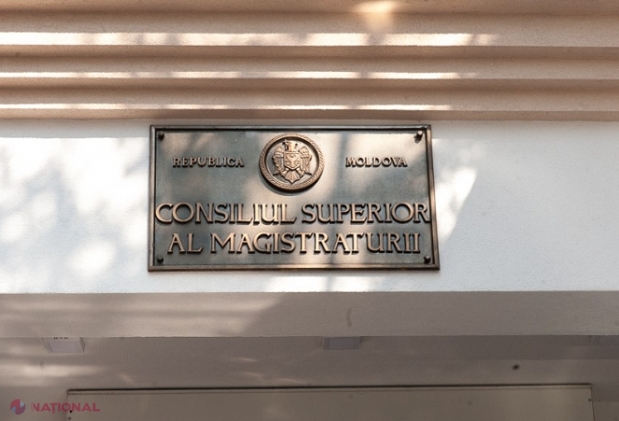 REPUBLICA MOLDOVA
CONSILIUL SUPERIOR
AL MAGISTRATURII
NATIONAL